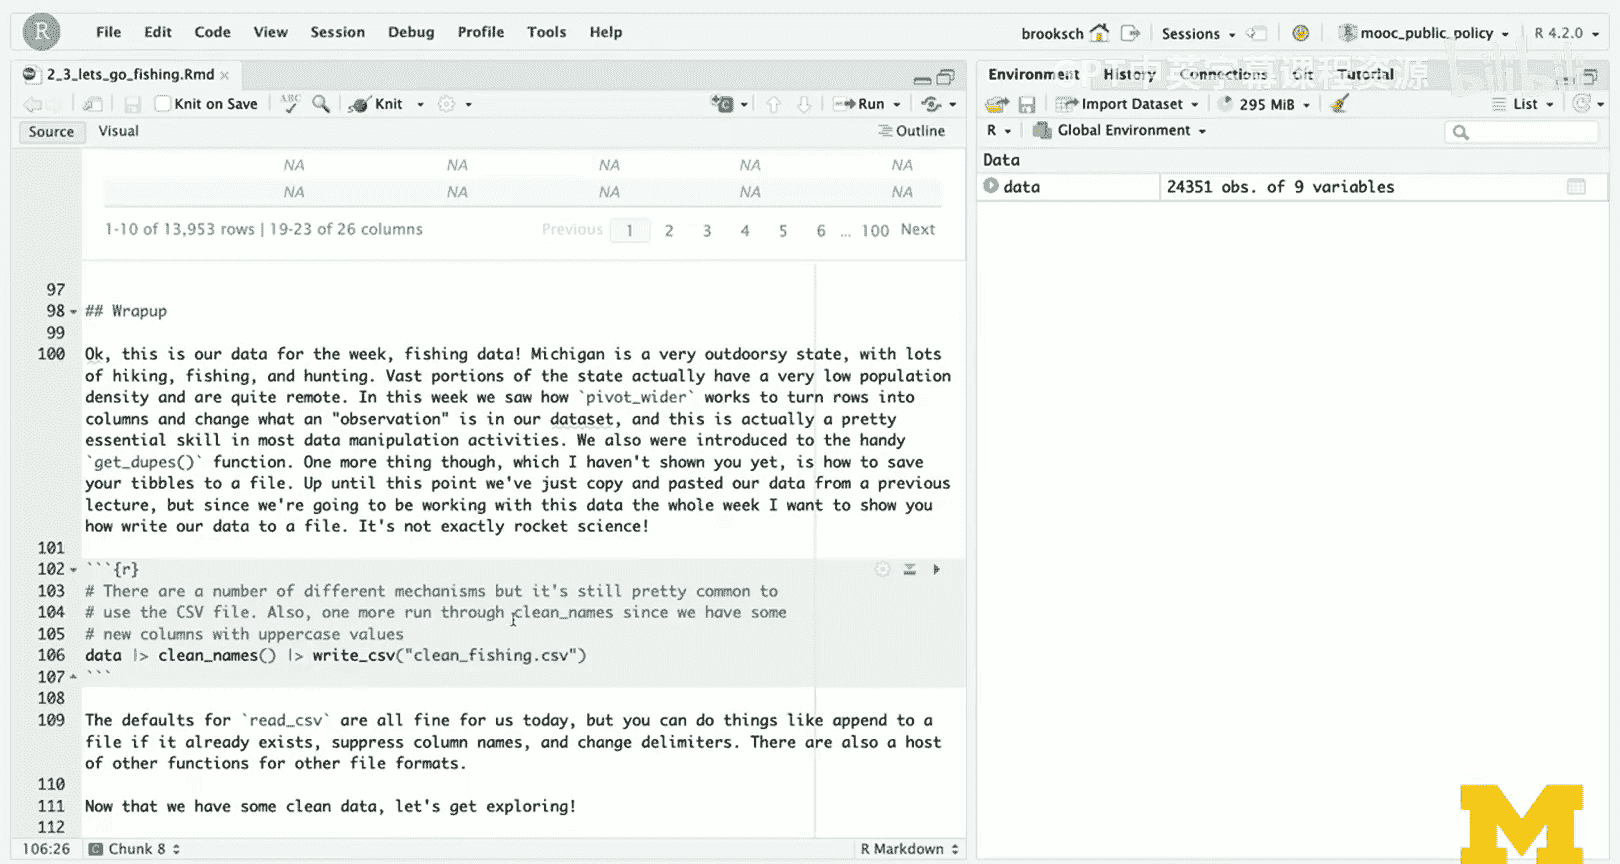 File Edit Code View Session Debug Profile Tools Help
brooksch Sessions mooc_public_policy R 4.2.0
2_3_lets_go_fishing.Rmd
Knit on Save ABC Knit Run
Source Visual Outline
NA NA NA NA NA
NA NA NA NA NA
1-10 of 13,953 rows | 19-23 of 26 columns Previous 1 2 3 4 5 6 ... 100 Next
97
98 ## Wrapup
99
100 Ok, this is our data for the week, fishing data! Michigan is a very outdoorsy state, with lots
of hiking, fishing, and hunting. Vast portions of the state actually have a very low population
density and are quite remote. In this week we saw how `pivot_wider` works to turn rows into
columns and change what an "observation" is in our dataset, and this is actually a pretty
essential skill in most data manipulation activities. We also were introduced to the handy
`get_dupes()` function. One more thing though, which I haven't shown you yet, is how to save
your tibbles to a file. Up until this point we've just copy and pasted our data from a previous
lecture, but since we're going to be working with this data the whole week I want to show you
how write our data to a file. It's not exactly rocket science!
101
102 ```{r}
103 # There are a number of different mechanisms but it's still pretty common to
104 # use the CSV file. Also, one more run through clean_names since we have some
105 # new columns with uppercase values
106 data |> clean_names() |> write_csv("clean_fishing.csv")
107 ```
108
109 The defaults for `read_csv` are all fine for us today, but you can do things like append to a
file if it already exists, suppress column names, and change delimiters. There are also a host
of other functions for other file formats.
110
111 Now that we have some clean data, let's get exploring!
112
106:26 Chunk 8 R Markdown
Environment History Connections Git Tutorial
GPT中英字幕课程资源
bilibili
Import Dataset 295 MiB List
R Global Environment
Data
data 24351 obs. of 9 variables
M